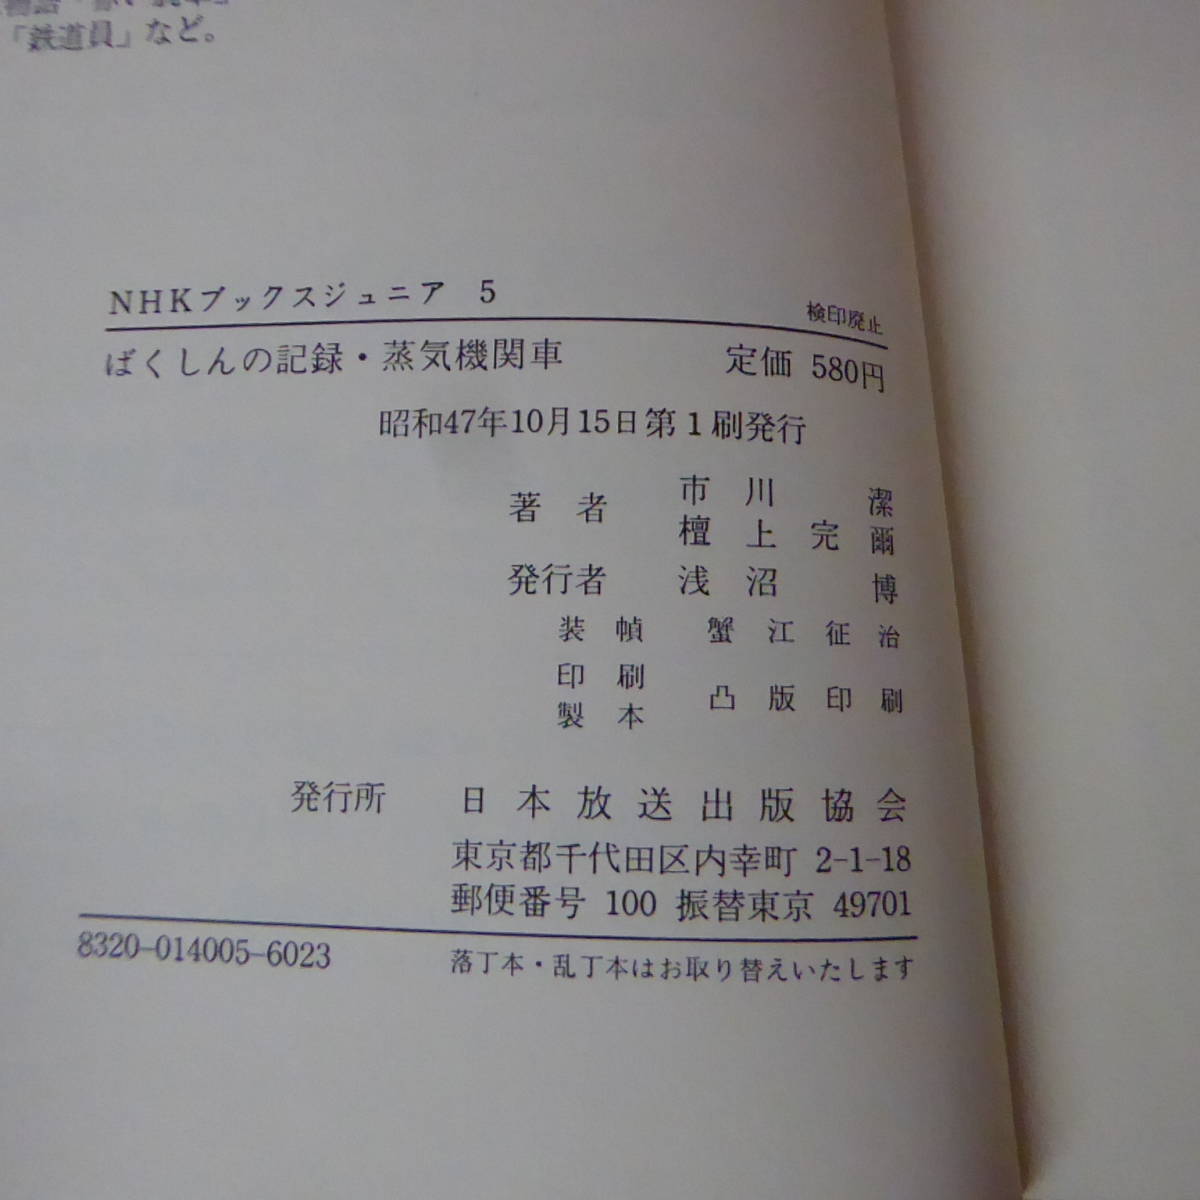 「鉄道員」など。
NHKブックスジュニア 5
検印廃止
ばくしんの記録・蒸気機関車 定価 580円
昭和47年10月15日第1刷発行
著者 市川 潔
檀上完爾
発行者 浅沼 博
装幀 蟹江征治
印刷
製本 凸版印刷
発行所 日本放送出版協会
東京都千代田区内幸町 2-1-18
郵便番号 100 振替東京 49701
8320-014005-6023 落丁本・乱丁本はお取り替えいたします